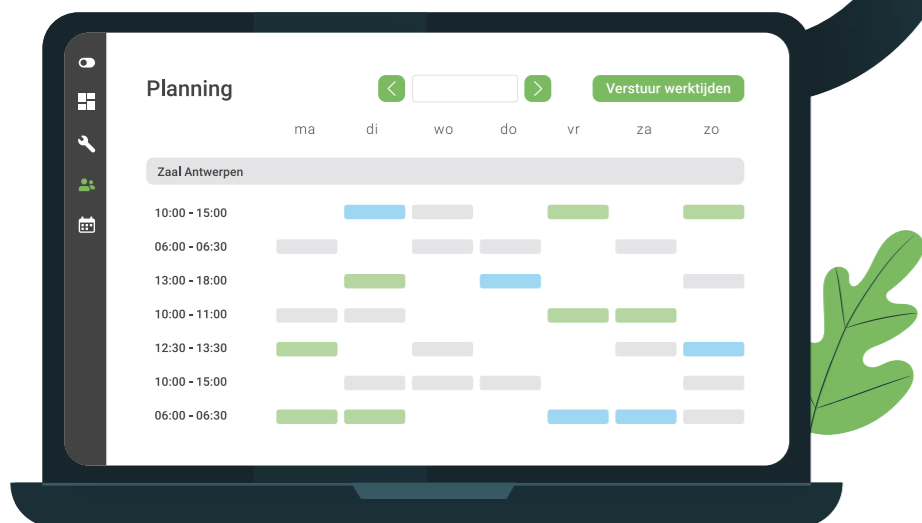 Planning
Verstuur werktijden
ma di wo do vr za zo
Zaal Antwerpen
10:00 - 15:00
06:00 - 06:30
13:00 - 18:00
10:00 - 11:00
12:30 - 13:30
10:00 - 15:00
06:00 - 06:30